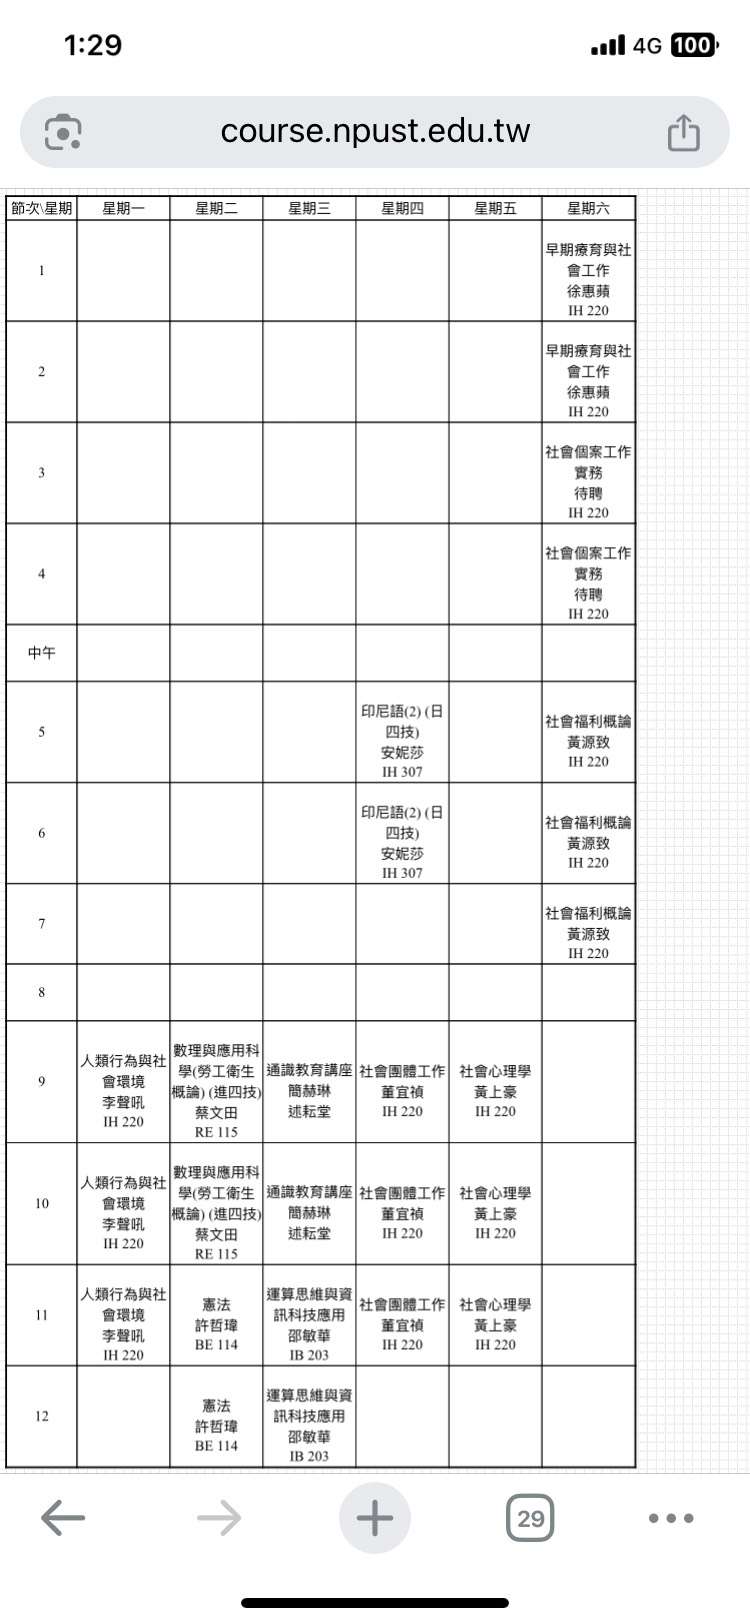 1:29
4G 100
course.npust.edu.tw
節次\星期 星期一 星期二 星期三 星期四 星期五 星期六
1
早期療育與社
會工作
徐惠蘋
IH 220
2
早期療育與社
會工作
徐惠蘋
IH 220
3
社會個案工作
實務
待聘
IH 220
4
社會個案工作
實務
待聘
IH 220
中午
5
印尼語(2) (日
四技)
安妮莎
IH 307
社會福利概論
黃源致
IH 220
6
印尼語(2) (日
四技)
安妮莎
IH 307
社會福利概論
黃源致
IH 220
7
社會福利概論
黃源致
IH 220
8
9
人類行為與社
會環境
李聲吼
IH 220
數理與應用科
學(勞工衛生
概論) (進四技)
蔡文田
RE 115
通識教育講座
簡赫琳
述耘堂
社會團體工作
董宜禎
IH 220
社會心理學
黃上豪
IH 220
10
人類行為與社
會環境
李聲吼
IH 220
數理與應用科
學(勞工衛生
概論) (進四技)
蔡文田
RE 115
通識教育講座
簡赫琳
述耘堂
社會團體工作
董宜禎
IH 220
社會心理學
黃上豪
IH 220
11
人類行為與社
會環境
李聲吼
IH 220
憲法
許哲瑋
BE 114
運算思維與資
訊科技應用
邵敏華
IB 203
社會團體工作
董宜禎
IH 220
社會心理學
黃上豪
IH 220
12
憲法
許哲瑋
BE 114
運算思維與資
訊科技應用
邵敏華
IB 203
29